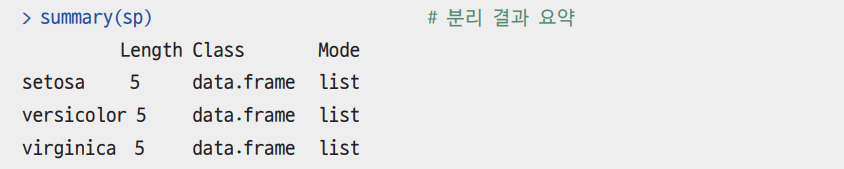 > summary(sp) # 분리 결과 요약
Length Class Mode
setosa 5 data.frame list
versicolor 5 data.frame list
virginica 5 data.frame list